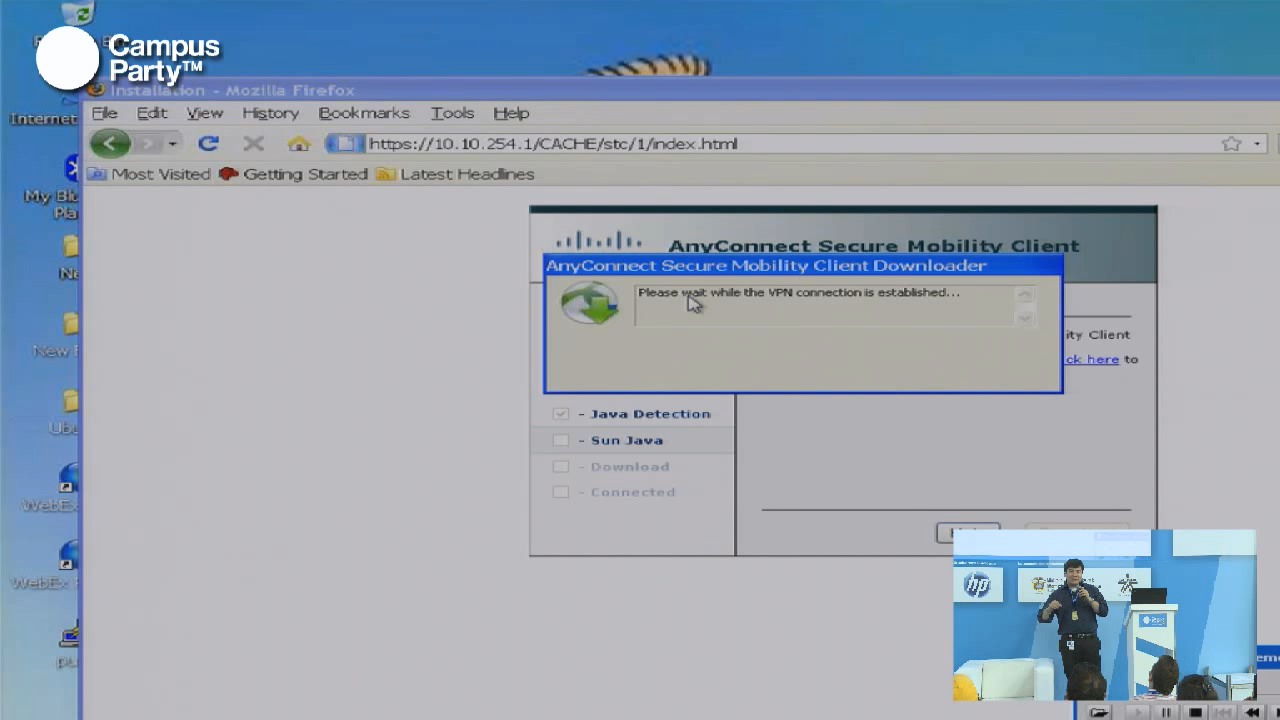 Campus
Party™
Installation - Mozilla Firefox
File Edit View History Bookmarks Tools Help
Internet
https://10.10.254.1/CACHE/stc/1/index.html
Most Visited Getting Started Latest Headlines
My
AnyConnect Secure Mobility Client
AnyConnect Secure Mobility Client Downloader
Please wait while the VPN connection is established...
ity Client
New
ck here to
- Java Detection
- Sun Java
- Download
- Connected
WebEx
WebEx
hp